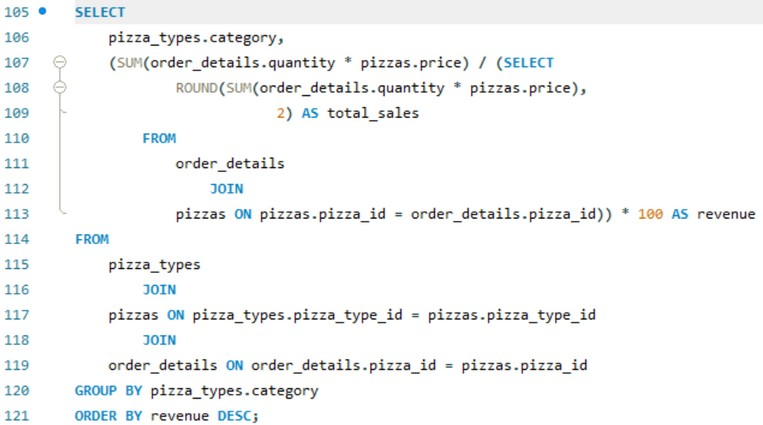 105 SELECT
106 pizza_types.category,
107 (SUM(order_details.quantity * pizzas.price) / (SELECT
108 ROUND(SUM(order_details.quantity * pizzas.price),
109 2) AS total_sales
110 FROM
111 order_details
112 JOIN
113 pizzas ON pizzas.pizza_id = order_details.pizza_id)) * 100 AS revenue
114 FROM
115 pizza_types
116 JOIN
117 pizzas ON pizza_types.pizza_type_id = pizzas.pizza_type_id
118 JOIN
119 order_details ON order_details.pizza_id = pizzas.pizza_id
120 GROUP BY pizza_types.category
121 ORDER BY revenue DESC;